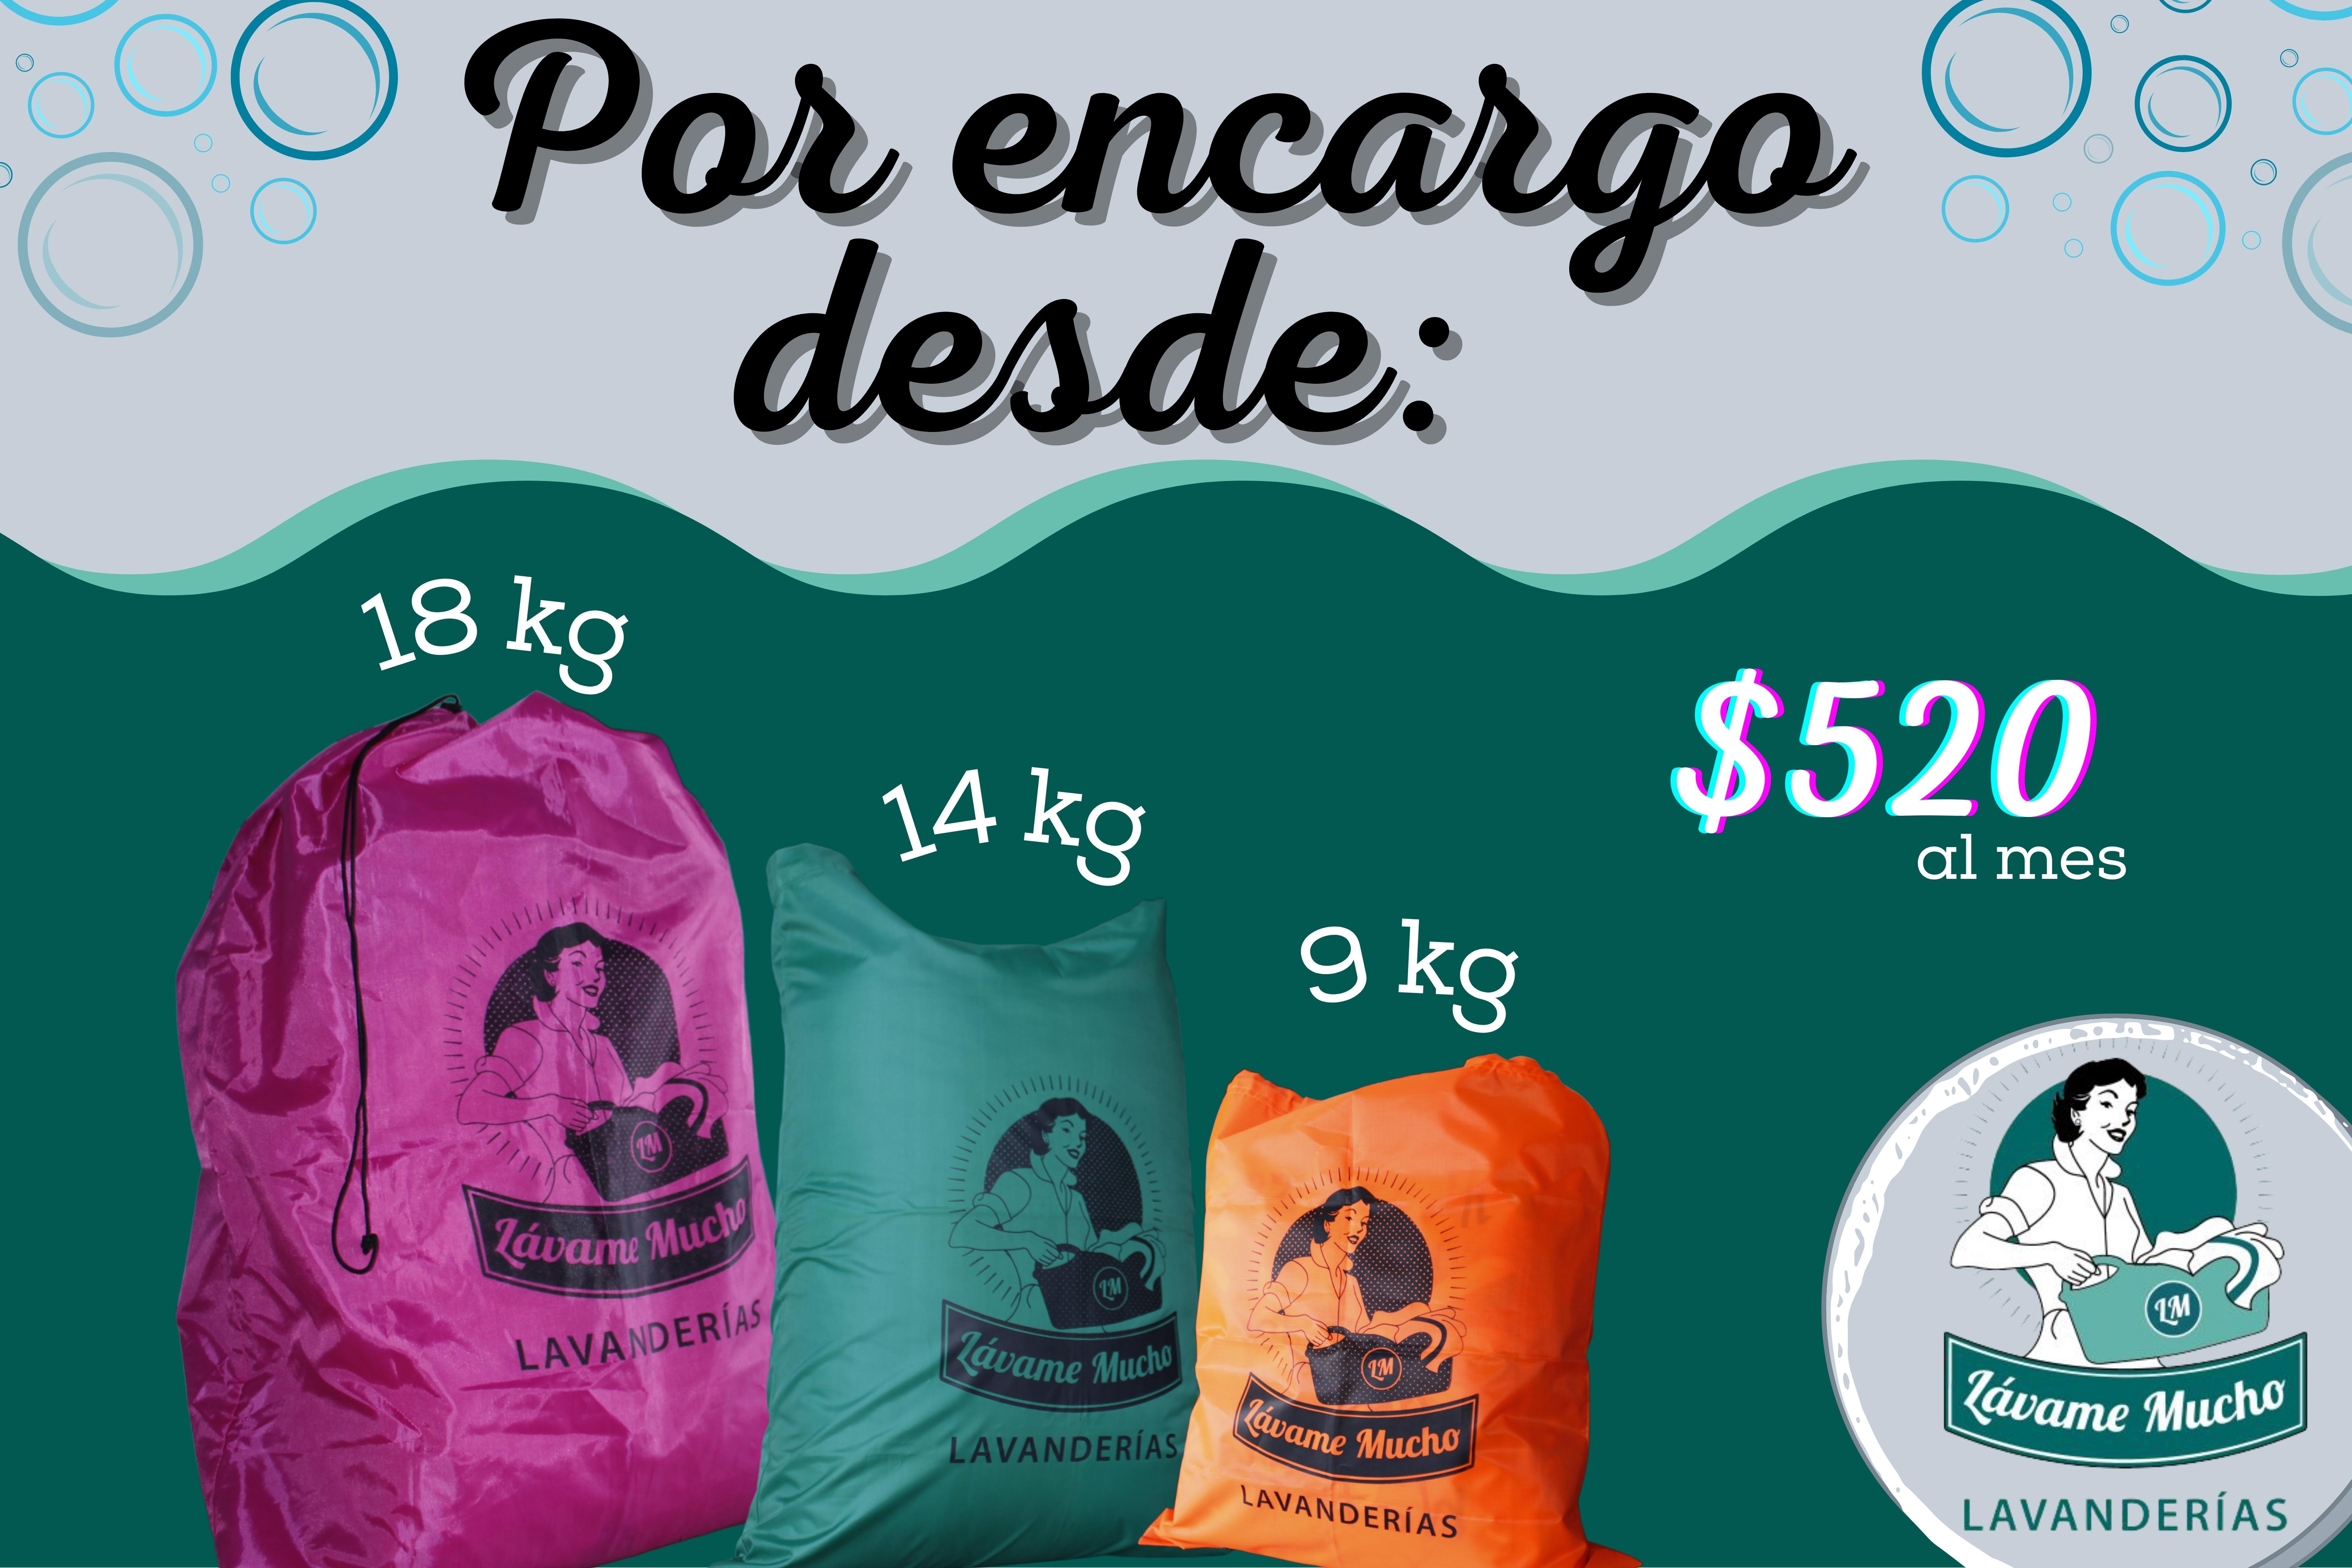 Por encargo
desde:
18 kg
14 kg
9 kg
$520
al mes
LM
Lávame Mucho
LAVANDERÍAS
LM
Lávame Mucho
LAVANDERÍAS
LM
Lávame Mucho
LAVANDERÍAS
LM
Lávame Mucho
LAVANDERÍAS